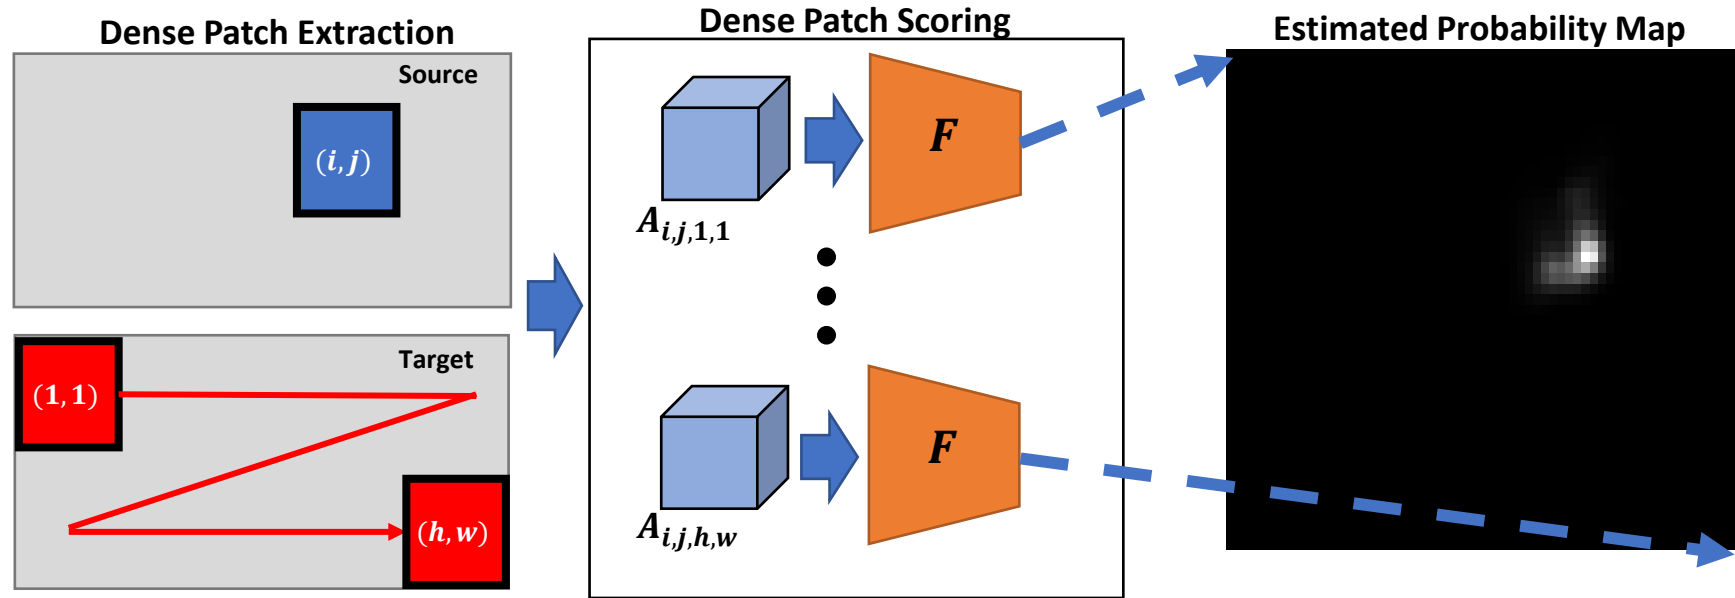 Dense Patch Extraction
Source
(i, j)
Target
(1, 1)
(h, w)
Dense Patch Scoring
F
A_{i,j,1,1}
F
A_{i,j,h,w}
Estimated Probability Map